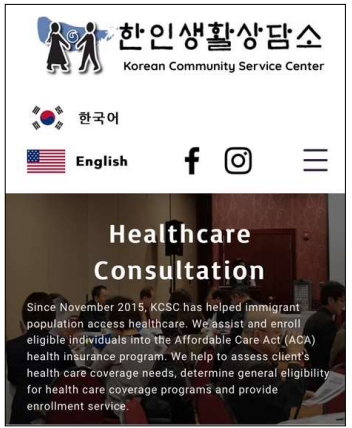 한인생활상담소
Korean Community Service Center
한국어
English
Healthcare
Consultation
Since November 2015, KCSC has helped immigrant
population access healthcare. We assist and enroll
eligible individuals into the Affordable Care Act (ACA)
health insurance program. We help to assess client's
health care coverage needs, determine general eligibility
for health care coverage programs and provide
enrollment service.